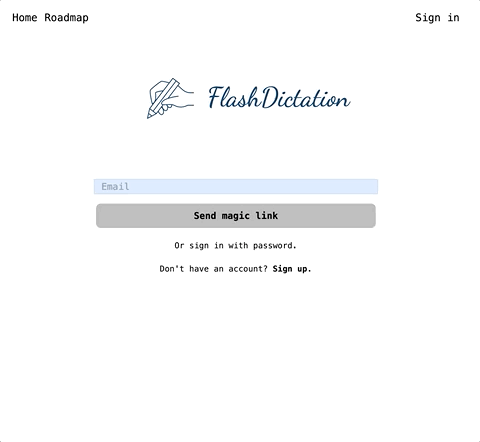 Home Roadmap
Sign in
FlashDictation
Email
Send magic link
Or sign in with password.
Don't have an account? Sign up.